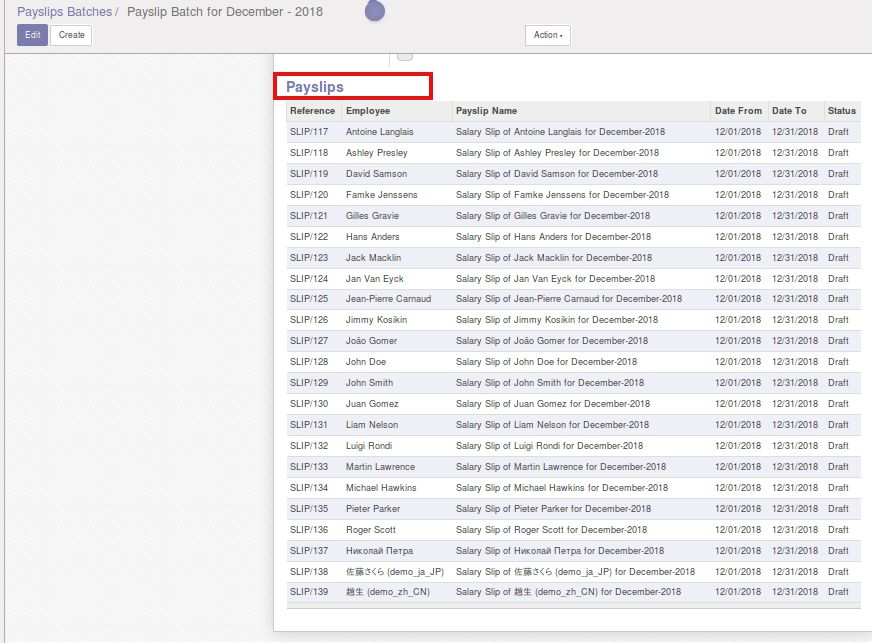 Payslips Batches / Payslip Batch for December - 2018
Edit Create Action
Payslips
Reference Employee Payslip Name Date From Date To Status
SLIP/117 Antoine Langlais Salary Slip of Antoine Langlais for December-2018 12/01/2018 12/31/2018 Draft
SLIP/118 Ashley Presley Salary Slip of Ashley Presley for December-2018 12/01/2018 12/31/2018 Draft
SLIP/119 David Samson Salary Slip of David Samson for December-2018 12/01/2018 12/31/2018 Draft
SLIP/120 Famke Jenssens Salary Slip of Famke Jenssens for December-2018 12/01/2018 12/31/2018 Draft
SLIP/121 Gilles Gravie Salary Slip of Gilles Gravie for December-2018 12/01/2018 12/31/2018 Draft
SLIP/122 Hans Anders Salary Slip of Hans Anders for December-2018 12/01/2018 12/31/2018 Draft
SLIP/123 Jack Macklin Salary Slip of Jack Macklin for December-2018 12/01/2018 12/31/2018 Draft
SLIP/124 Jan Van Eyck Salary Slip of Jan Van Eyck for December-2018 12/01/2018 12/31/2018 Draft
SLIP/125 Jean-Pierre Carnaud Salary Slip of Jean-Pierre Carnaud for December-2018 12/01/2018 12/31/2018 Draft
SLIP/126 Jimmy Kosikin Salary Slip of Jimmy Kosikin for December-2018 12/01/2018 12/31/2018 Draft
SLIP/127 João Gomer Salary Slip of João Gomer for December-2018 12/01/2018 12/31/2018 Draft
SLIP/128 John Doe Salary Slip of John Doe for December-2018 12/01/2018 12/31/2018 Draft
SLIP/129 John Smith Salary Slip of John Smith for December-2018 12/01/2018 12/31/2018 Draft
SLIP/130 Juan Gomez Salary Slip of Juan Gomez for December-2018 12/01/2018 12/31/2018 Draft
SLIP/131 Liam Nelson Salary Slip of Liam Nelson for December-2018 12/01/2018 12/31/2018 Draft
SLIP/132 Luigi Rondi Salary Slip of Luigi Rondi for December-2018 12/01/2018 12/31/2018 Draft
SLIP/133 Martin Lawrence Salary Slip of Martin Lawrence for December-2018 12/01/2018 12/31/2018 Draft
SLIP/134 Michael Hawkins Salary Slip of Michael Hawkins for December-2018 12/01/2018 12/31/2018 Draft
SLIP/135 Pieter Parker Salary Slip of Pieter Parker for December-2018 12/01/2018 12/31/2018 Draft
SLIP/136 Roger Scott Salary Slip of Roger Scott for December-2018 12/01/2018 12/31/2018 Draft
SLIP/137 Николай Петра Salary Slip of Николай Петра for December-2018 12/01/2018 12/31/2018 Draft
SLIP/138 佐藤さくら (demo_ja_JP) Salary Slip of 佐藤さくら (demo_ja_JP) for December-2018 12/01/2018 12/31/2018 Draft
SLIP/139 趙生 (demo_zh_CN) Salary Slip of 趙生 (demo_zh_CN) for December-2018 12/01/2018 12/31/2018 Draft